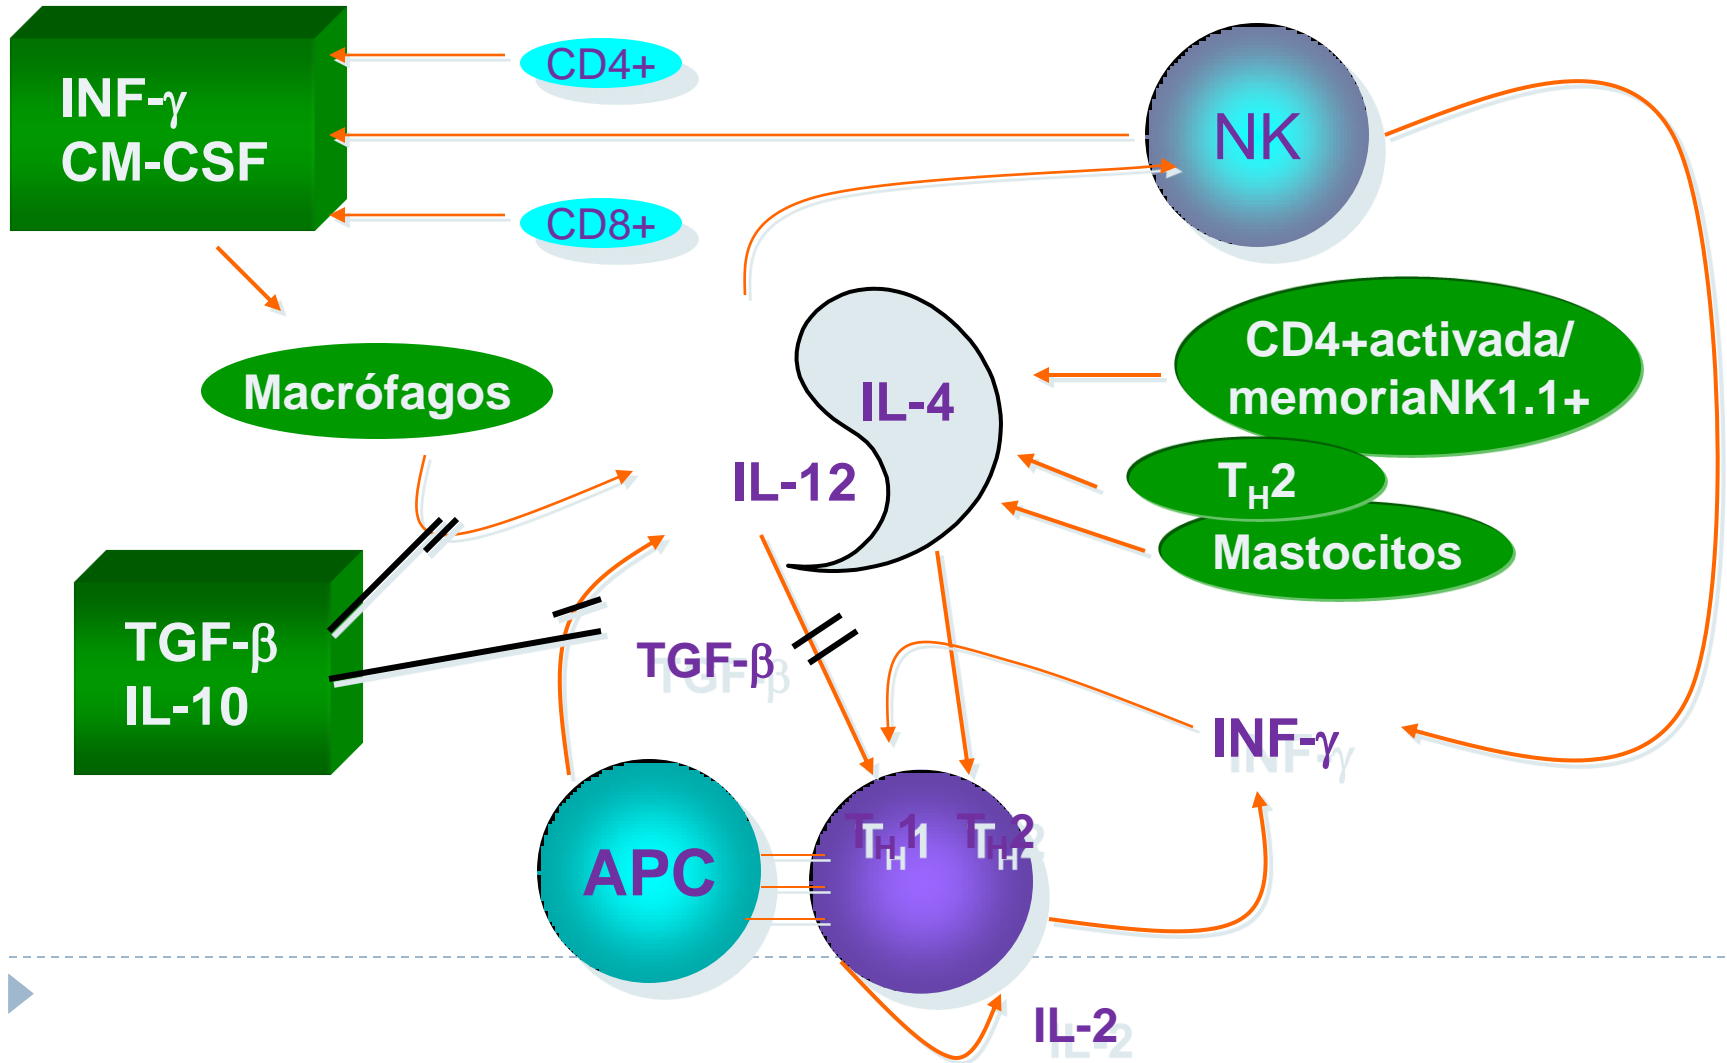 INF-γ
CM-CSF
CD4+
CD8+
NK
Macrófagos
IL-4
IL-12
CD4+activada/
memoriaNK1.1+
TH2
Mastocitos
TGF-β
IL-10
TGF-β
INF-γ
APC
TH1
TH2
IL-2